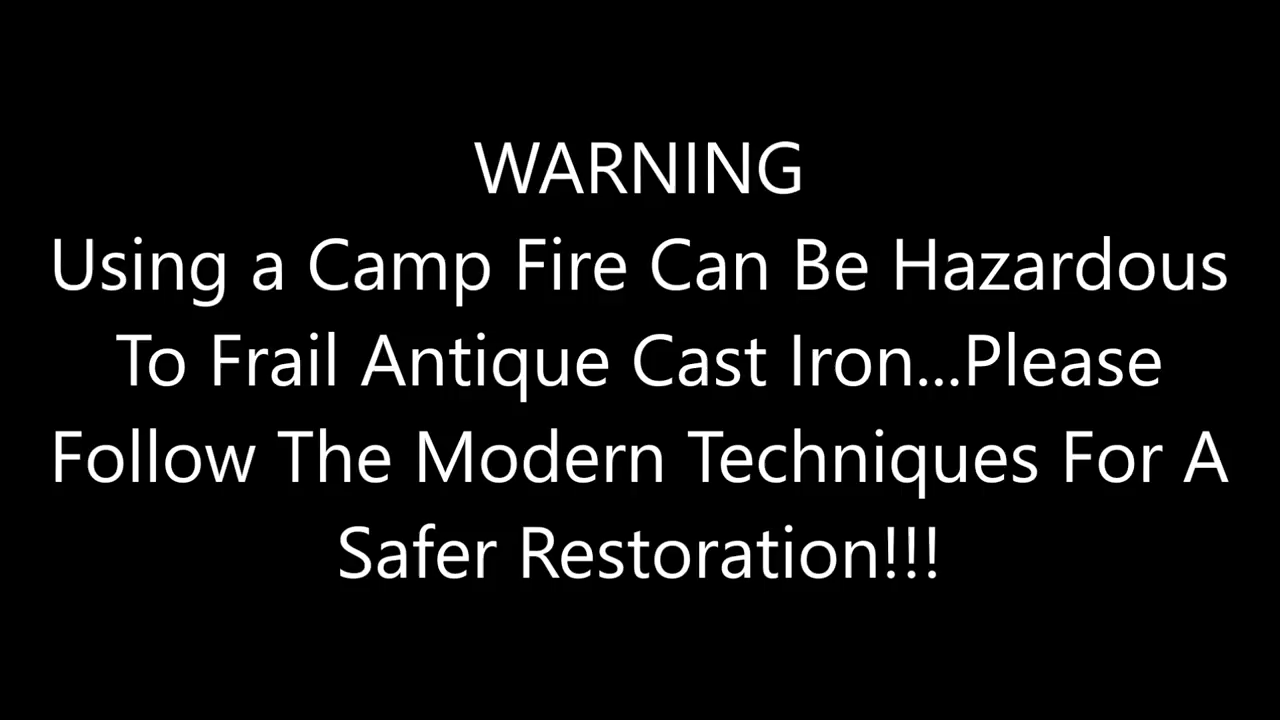 WARNING
Using a Camp Fire Can Be Hazardous
To Frail Antique Cast Iron...Please
Follow The Modern Techniques For A
Safer Restoration!!!